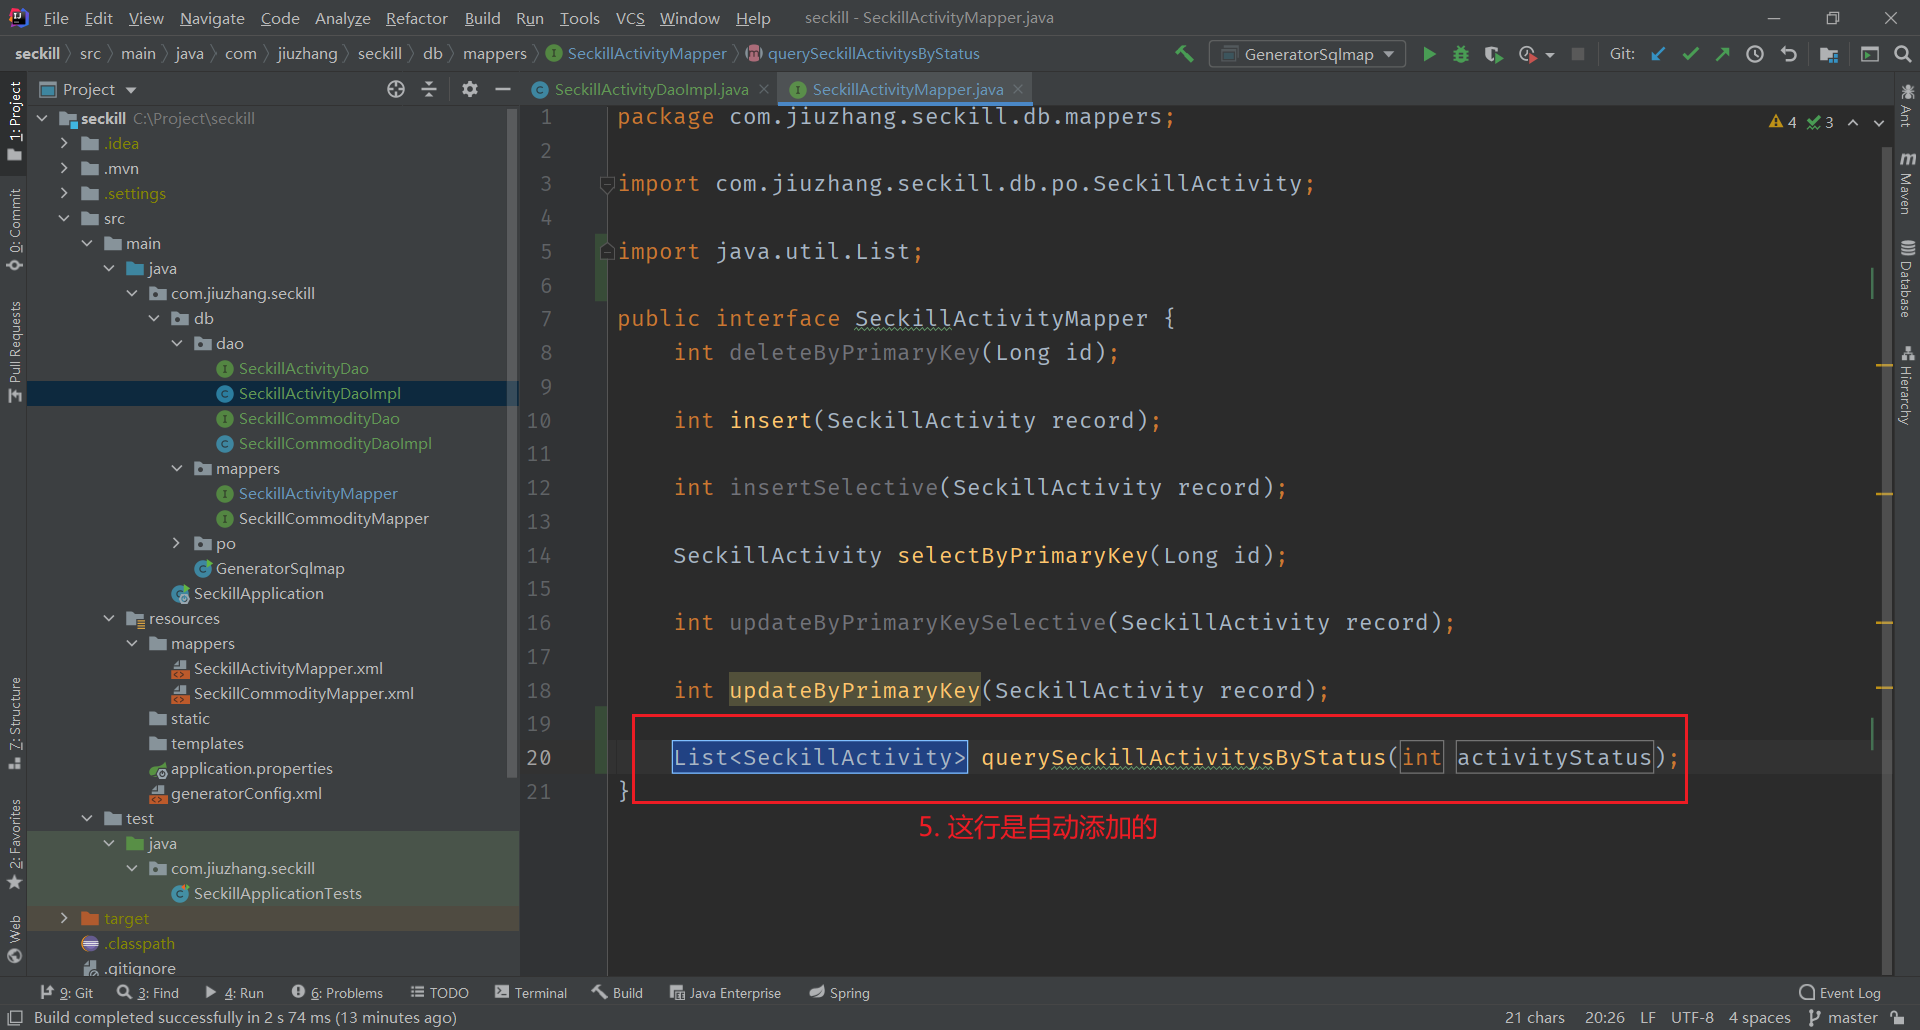 File Edit View Navigate Code Analyze Refactor Build Run Tools VCS Window Help seckill - SeckillActivityMapper.java
seckill src main java com jiuzhang seckill db mappers SeckillActivityMapper querySeckillActivitysByStatus GeneratorSqlmap Git:
Project
SeckillActivityDaoImpl.java
SeckillActivityMapper.java
1: Project
0: Commit
Pull Requests
7: Structure
2: Favorites
Web
seckill C:\Project\seckill
.idea
.mvn
.settings
src
main
java
com.jiuzhang.seckill
db
dao
SeckillActivityDao
SeckillActivityDaoImpl
SeckillCommodityDao
SeckillCommodityDaoImpl
mappers
SeckillActivityMapper
SeckillCommodityMapper
po
GeneratorSqlmap
SeckillApplication
resources
mappers
SeckillActivityMapper.xml
SeckillCommodityMapper.xml
static
templates
application.properties
generatorConfig.xml
test
java
com.jiuzhang.seckill
SeckillApplicationTests
target
.classpath
.gitignore
4 3
1 package com.jiuzhang.seckill.db.mappers;
2
3 import com.jiuzhang.seckill.db.po.SeckillActivity;
4
5 import java.util.List;
6
7 public interface SeckillActivityMapper {
8 int deleteByPrimaryKey(Long id);
9
10 int insert(SeckillActivity record);
11
12 int insertSelective(SeckillActivity record);
13
14 SeckillActivity selectByPrimaryKey(Long id);
15
16 int updateByPrimaryKeySelective(SeckillActivity record);
17
18 int updateByPrimaryKey(SeckillActivity record);
19
20 List<SeckillActivity> querySeckillActivitysByStatus(int activityStatus);
21 }
5. 这行是自动添加的
Ant
Maven
Database
Hierarchy
9: Git 3: Find 4: Run 6: Problems TODO Terminal Build Java Enterprise Spring Event Log
Build completed successfully in 2 s 74 ms (13 minutes ago) 21 chars 20:26 LF UTF-8 4 spaces master